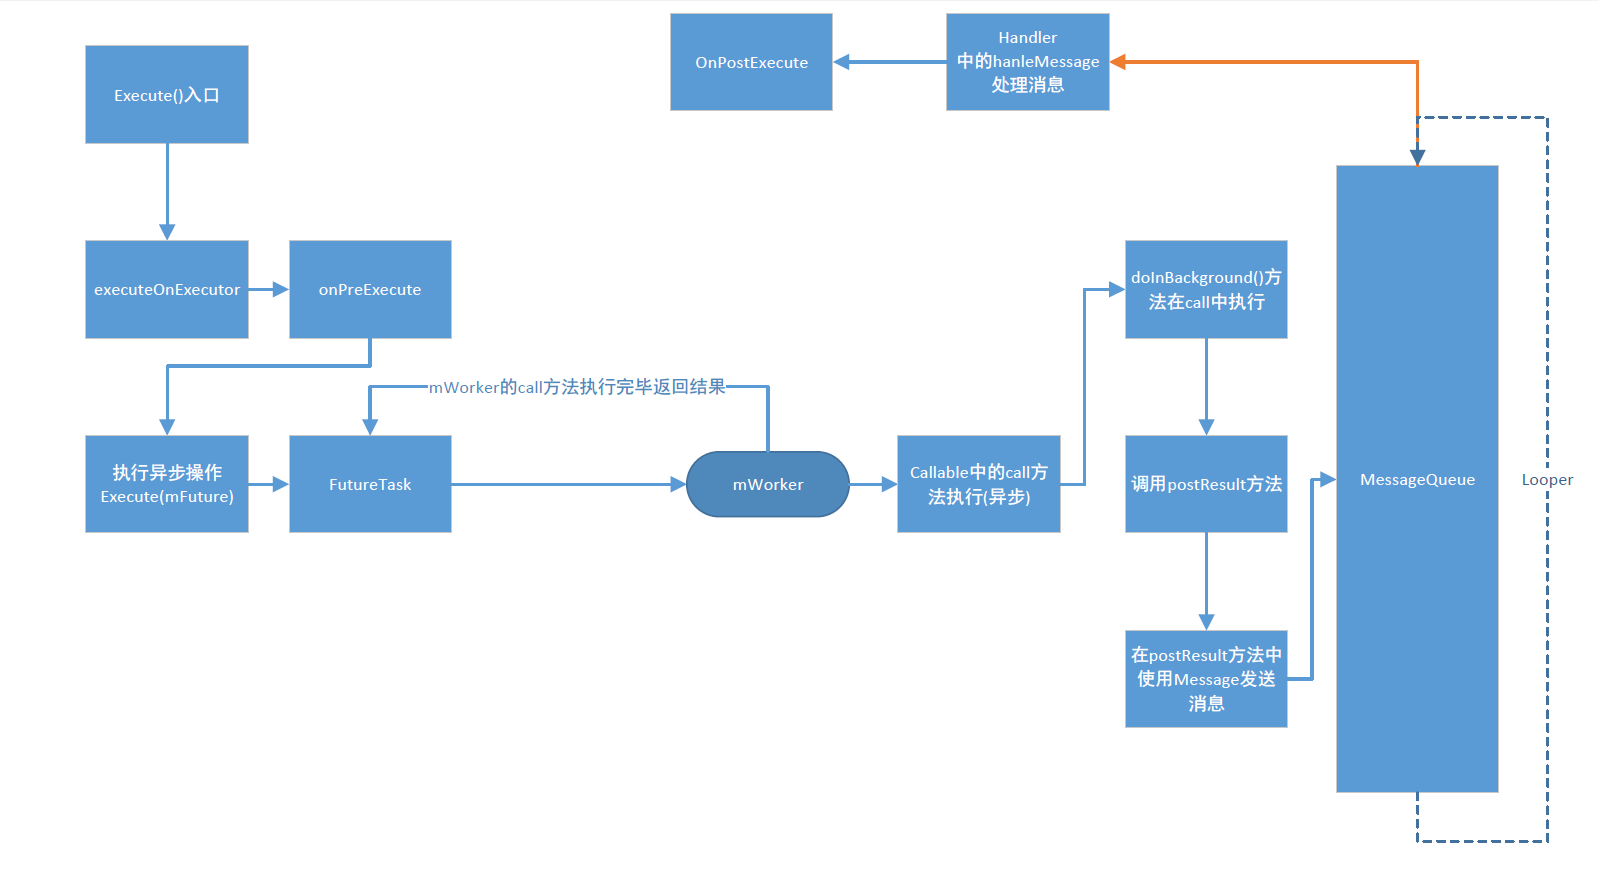 Execute()入口
OnPostExecute
Handler
中的hanleMessage
处理消息
executeOnExecutor
onPreExecute
doInBackground()方
法在call中执行
mWorker的call方法执行完毕返回结果
执行异步操作
Execute(mFuture)
FutureTask
mWorker
Callable中的call方
法执行(异步)
调用postResult方法
MessageQueue
Looper
在postResult方法中
使用Message发送
消息